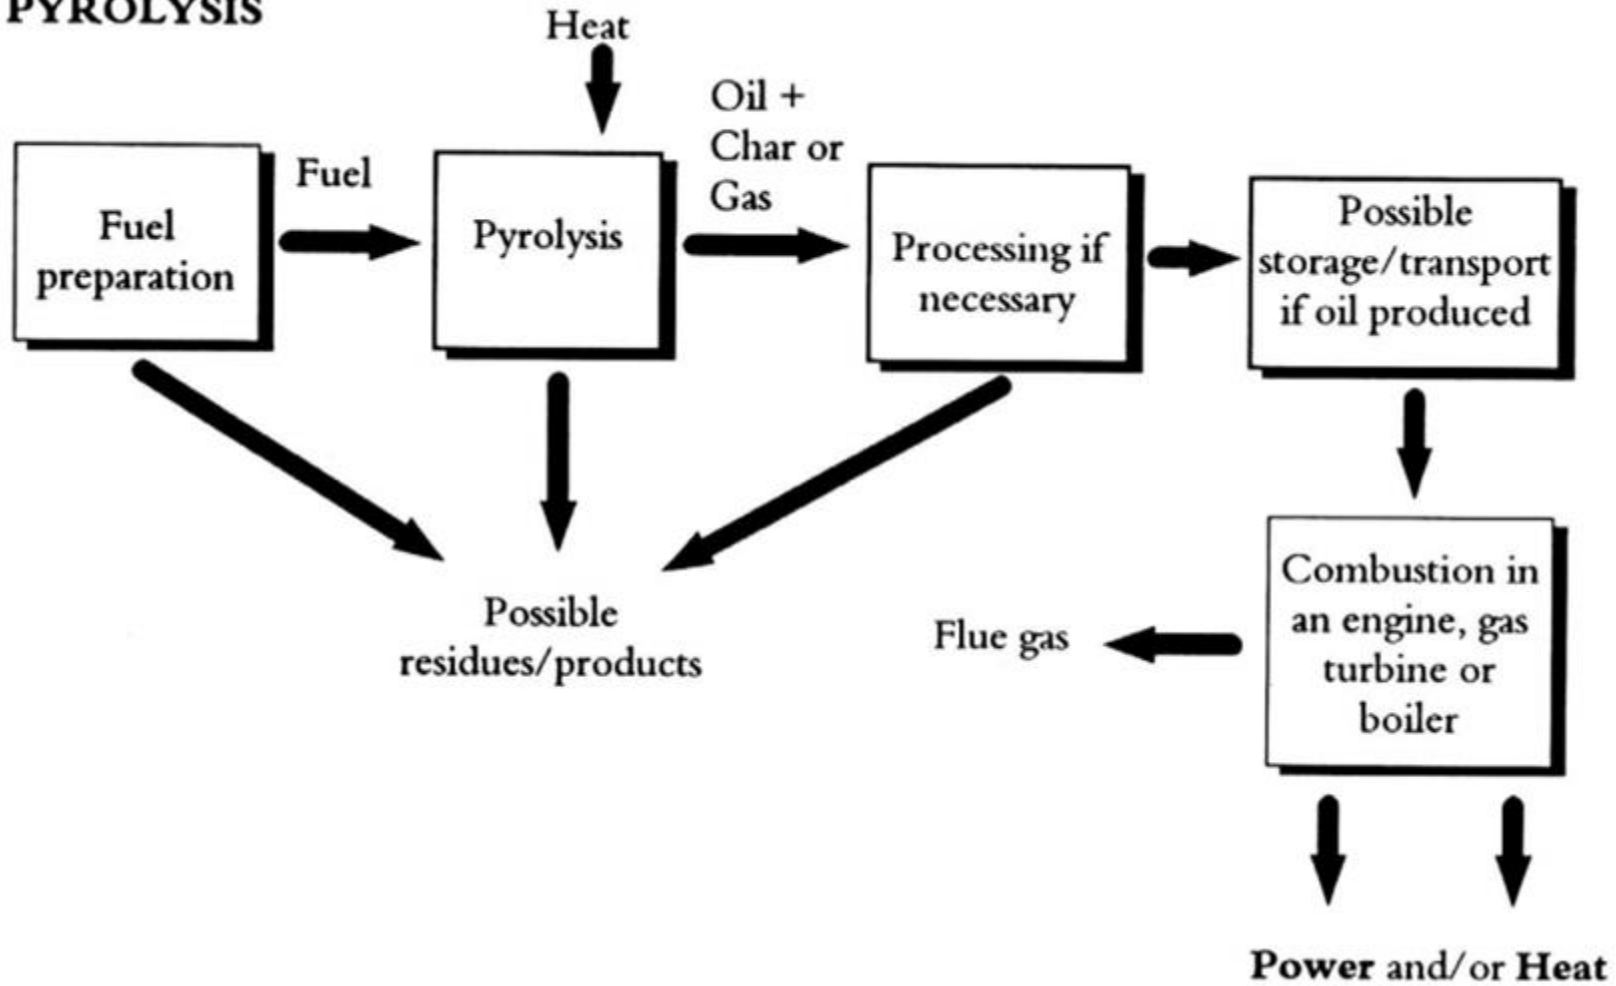 PYROLYSIS
Heat
Oil +
Char or
Gas
Fuel
Fuel
preparation
Pyrolysis
Processing if
necessary
Possible
storage/transport
if oil produced
Possible
residues/products
Flue gas
Combustion in
an engine, gas
turbine or
boiler
Power and/or Heat